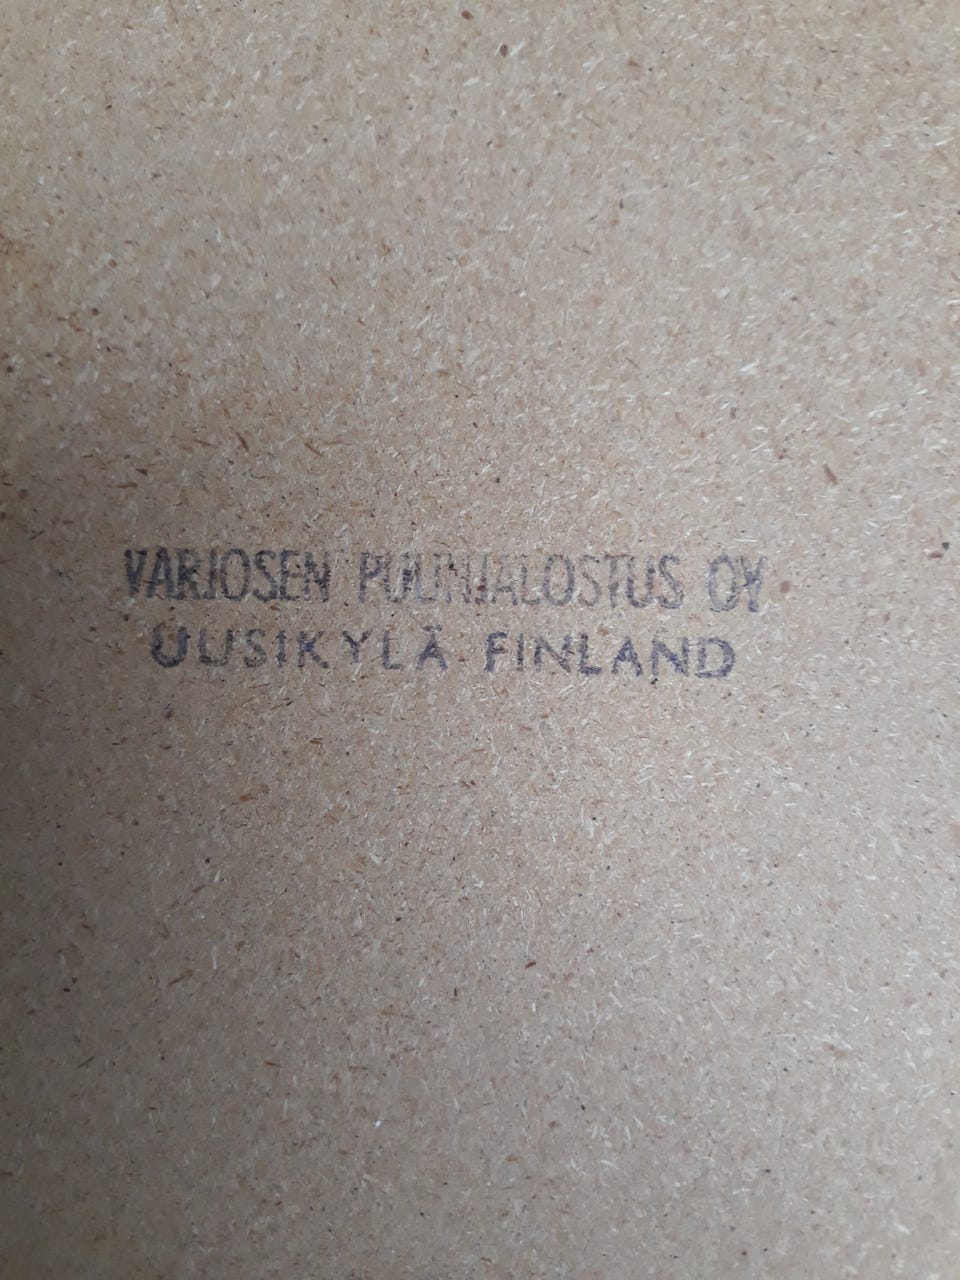 VARJOSEN PUUNJALOSTUS OY
UUSIKYLÄ FINLAND